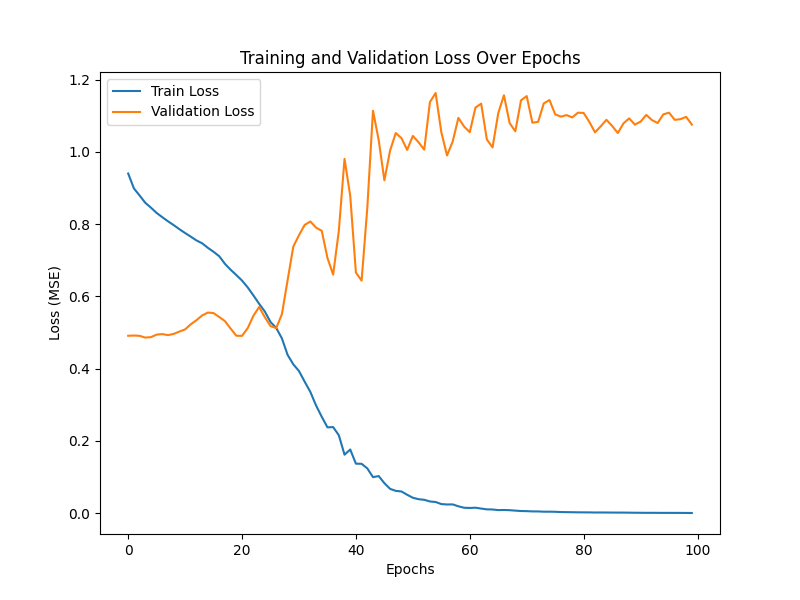 Training and Validation Loss Over Epochs
Train Loss
Validation Loss
1.2
1.0
0.8
0.6
0.4
0.2
0.0
Loss (MSE)
0 20 40 60 80 100
Epochs